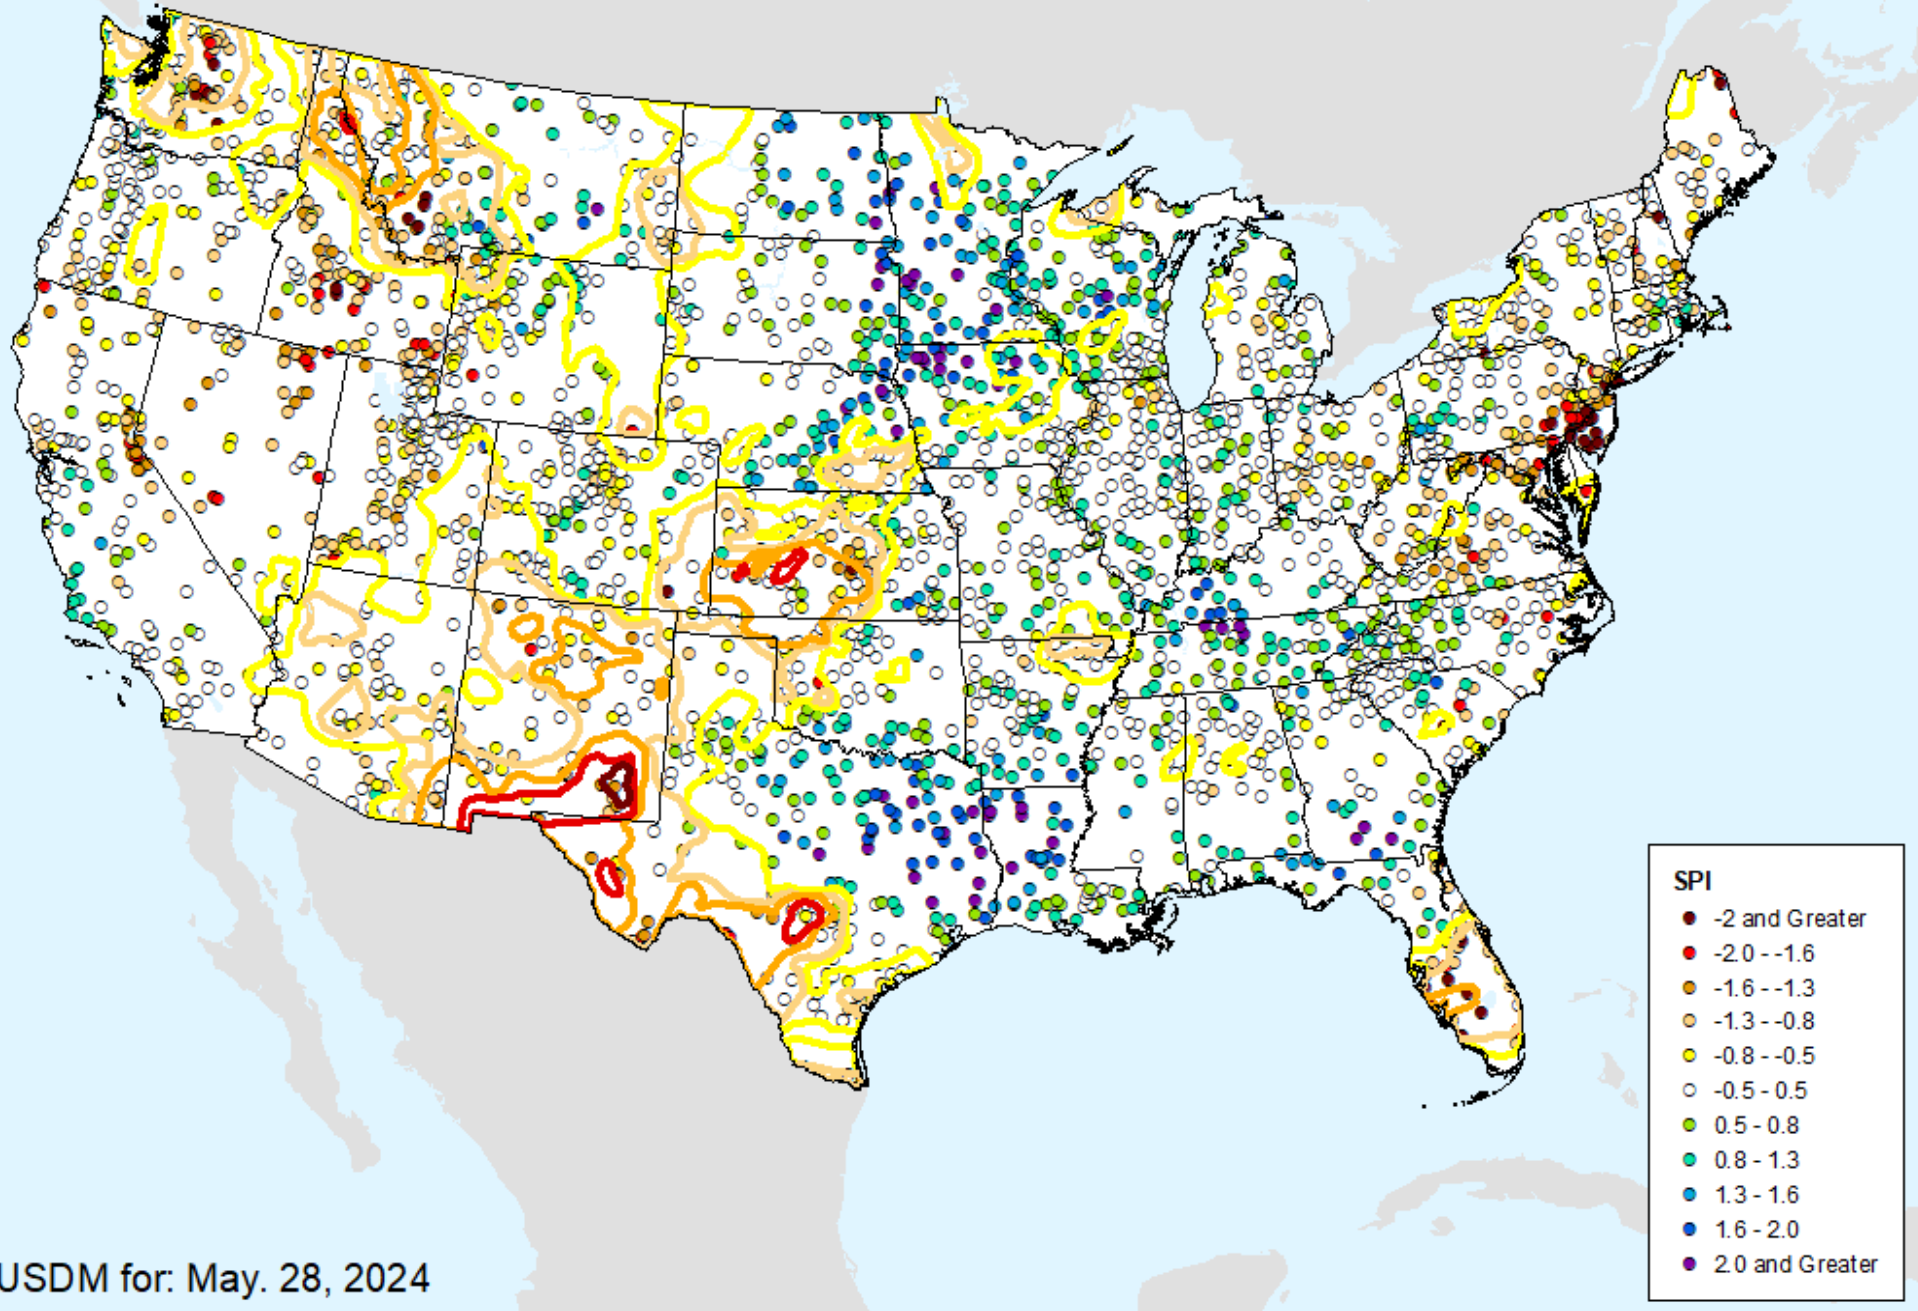 SPI
-2 and Greater
-2.0 - -1.6
-1.6 - -1.3
-1.3 - -0.8
-0.8 - -0.5
-0.5 - 0.5
0.5 - 0.8
0.8 - 1.3
1.3 - 1.6
1.6 - 2.0
2.0 and Greater
USDM for: May. 28, 2024